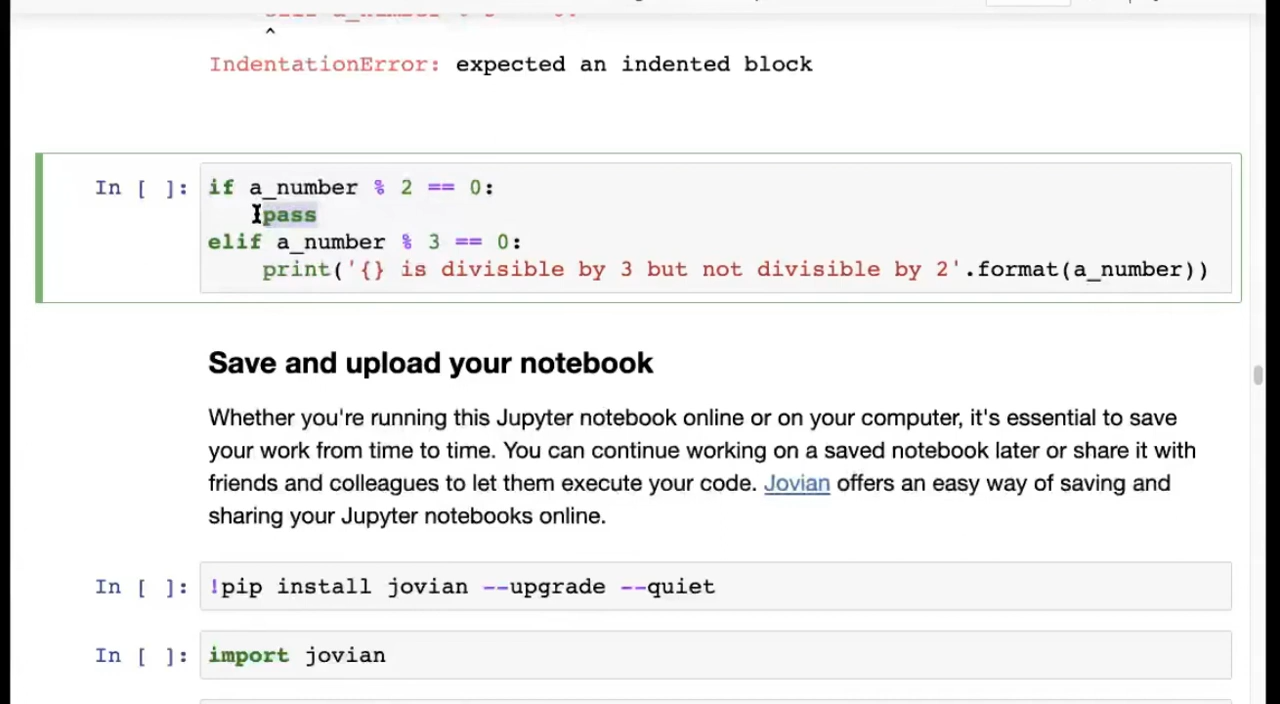 ^
IndentationError: expected an indented block
In [ ]: if a_number % 2 == 0:
pass
elif a_number % 3 == 0:
print('{} is divisible by 3 but not divisible by 2'.format(a_number))
Save and upload your notebook
Whether you're running this Jupyter notebook online or on your computer, it's essential to save
your work from time to time. You can continue working on a saved notebook later or share it with
friends and colleagues to let them execute your code. Jovian offers an easy way of saving and
sharing your Jupyter notebooks online.
In [ ]: !pip install jovian --upgrade --quiet
In [ ]: import jovian